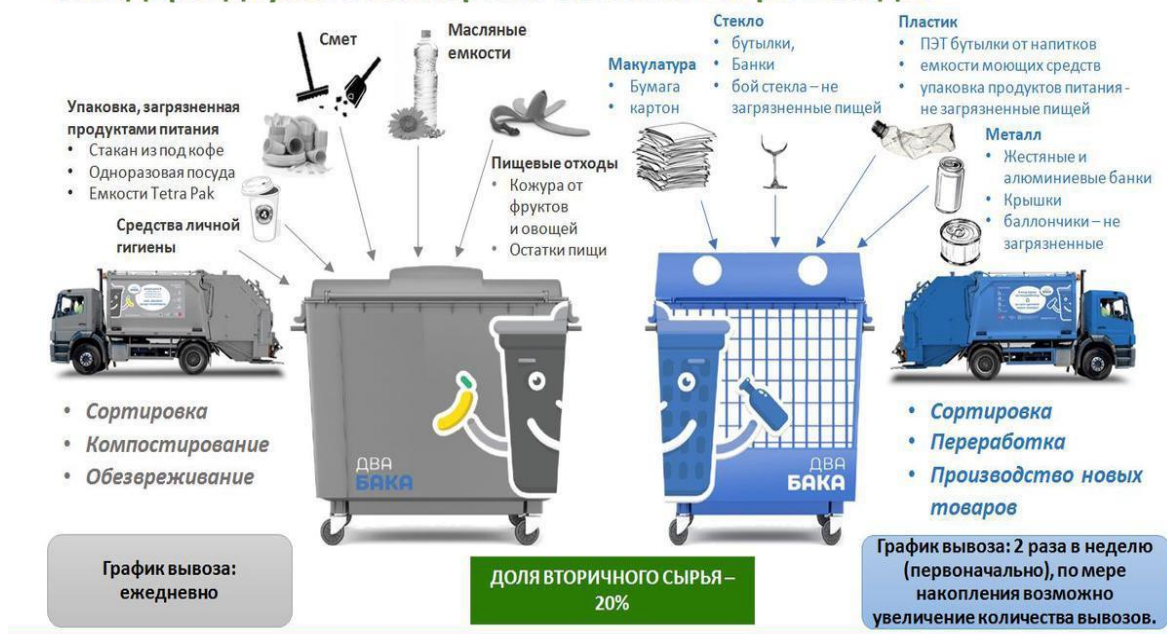 Смет
Масляные
емкости
Упаковка, загрязненная
продуктами питания
• Стакан из под кофе
• Одноразовая посуда
• Емкости Tetra Pak
Средства личной
гигиены
Пищевые отходы
• Кожура от
фруктов
и овощей
• Остатки пищи
Макулатура
• Бумага
• картон
Стекло
• бутылки,
• Банки
• бой стекла – не
загрязненные пищей
Пластик
• ПЭТ бутылки от напитков
• емкости моющих средств
• упаковка продуктов питания -
не загрязненные пищей
Металл
• Жестяные и
алюминиевые банки
• Крышки
• баллончики – не
загрязненные
• Сортировка
• Компостирование
• Обезвреживание
ДВА
БАКА
ДВА
БАКА
• Сортировка
• Переработка
• Производство новых
товаров
График вывоза:
ежедневно
ДОЛЯ ВТОРИЧНОГО СЫРЬЯ –
20%
График вывоза: 2 раза в неделю
(первоначально), по мере
накопления возможно
увеличение количества вывозов.